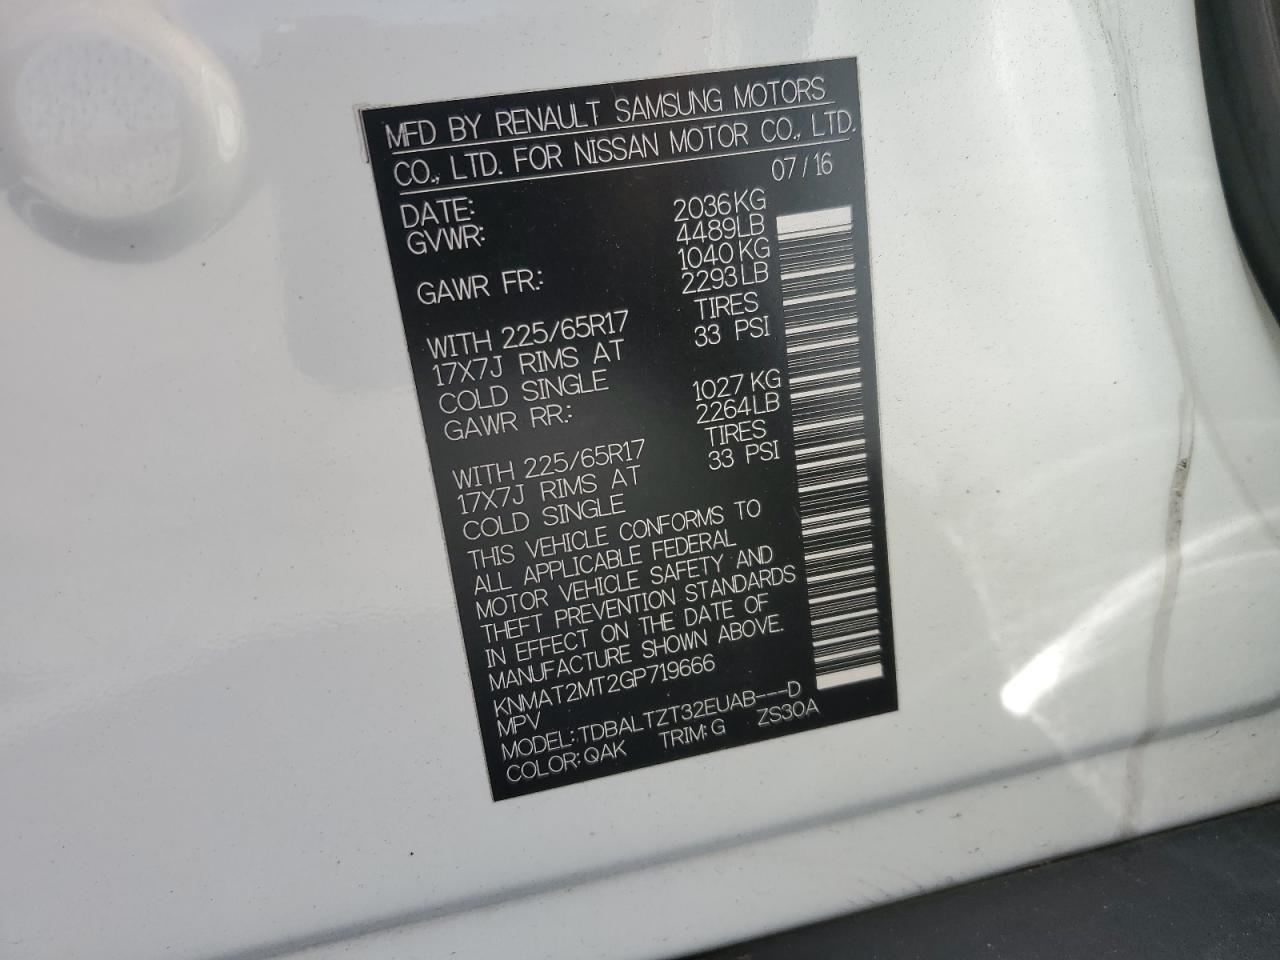 MFD BY RENAULT SAMSUNG MOTORS
CO., LTD. FOR NISSAN MOTOR CO., LTD.
DATE: 07/16
GVWR: 2036KG
4489LB
GAWR FR: 1040KG
2293LB
WITH 225/65R17 TIRES
17X7J RIMS AT 33 PSI
COLD SINGLE
GAWR RR: 1027KG
2264LB
WITH 225/65R17 TIRES
17X7J RIMS AT 33 PSI
COLD SINGLE
THIS VEHICLE CONFORMS TO
ALL APPLICABLE FEDERAL
MOTOR VEHICLE SAFETY AND
THEFT PREVENTION STANDARDS
IN EFFECT ON THE DATE OF
MANUFACTURE SHOWN ABOVE.
KNMAT2MT2GP719666
MPV
MODEL: TDBALTZT32EUAB---D
COLOR: QAK TRIM: G ZS30A